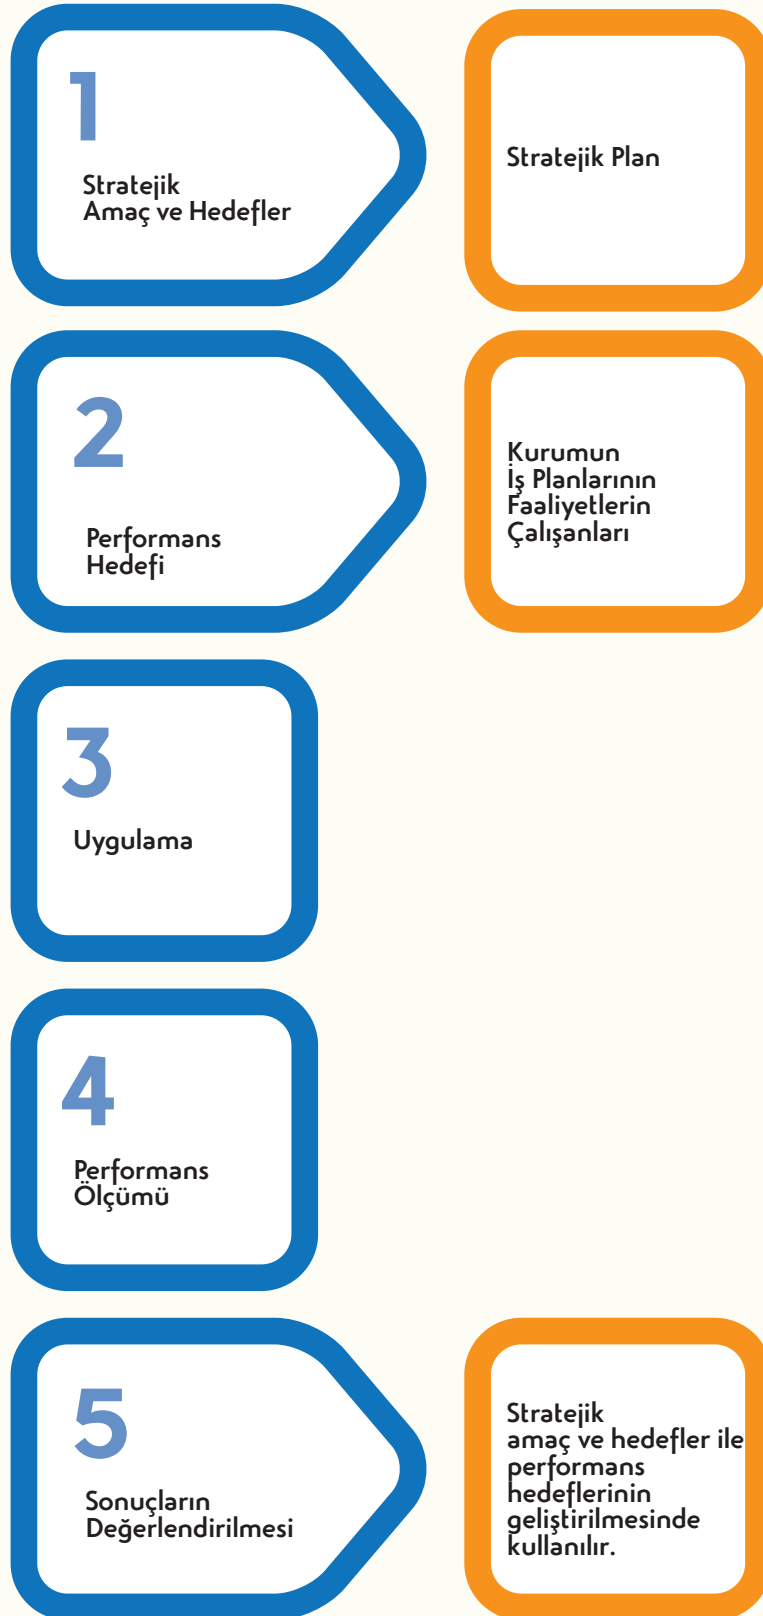 1
Stratejik
Amaç ve Hedefler
Stratejik Plan
2
Performans
Hedefi
Kurumun
İş Planlarının
Faaliyetlerin
Çalışanları
3
Uygulama
4
Performans
Ölçümü
5
Sonuçların
Değerlendirilmesi
Stratejik
amaç ve hedefler ile
performans
hedeflerinin
geliştirilmesinde
kullanılır.